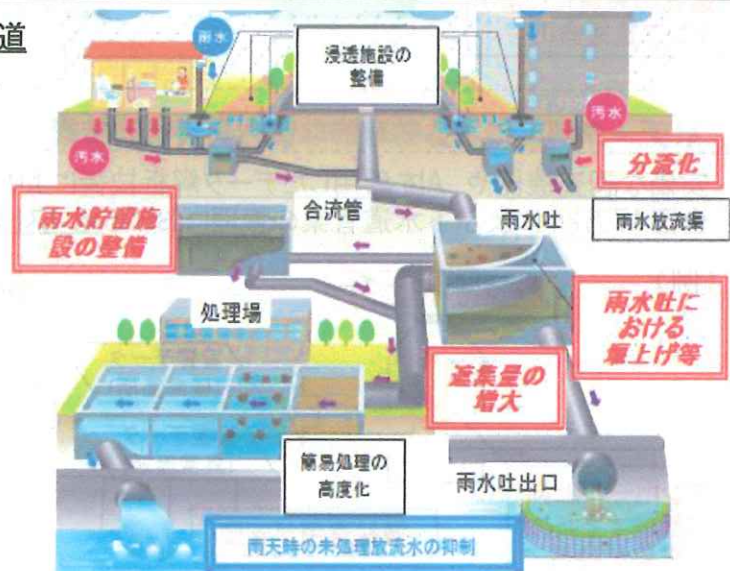 道
雨水
浸透施設の
整備
汚水
汚水
分流化
雨水貯留施
設の整備
合流管
雨水吐
雨水放流渠
処理場
雨水吐に
おける
堰上げ等
遮集量の
増大
簡易処理の
高度化
雨水吐出口
雨天時の未処理放流水の抑制